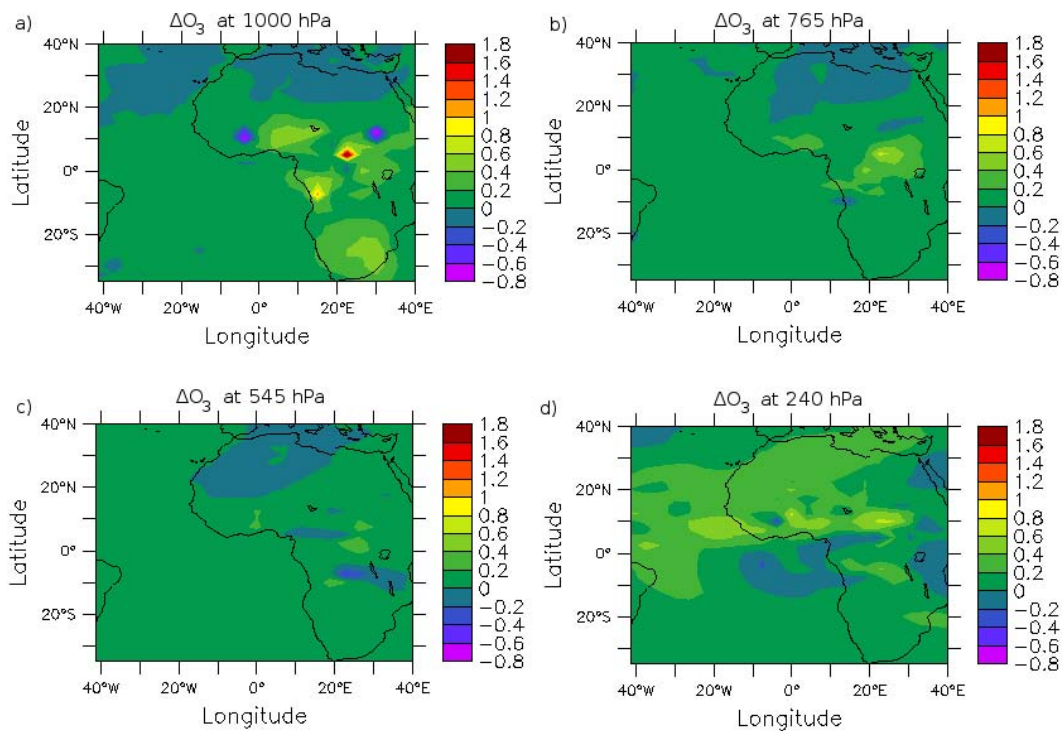 a) ΔO₃ at 1000 hPa
40°N
20°N
0°
20°S
Latitude
40°W 20°W 0° 20°E 40°E
Longitude
1.8
1.6
1.4
1.2
1
0.8
0.6
0.4
0.2
0
−0.2
−0.4
−0.6
−0.8
b) ΔO₃ at 765 hPa
40°N
20°N
0°
20°S
Latitude
40°W 20°W 0° 20°E 40°E
Longitude
1.8
1.6
1.4
1.2
1
0.8
0.6
0.4
0.2
0
−0.2
−0.4
−0.6
−0.8
c) ΔO₃ at 545 hPa
40°N
20°N
0°
20°S
Latitude
40°W 20°W 0° 20°E 40°E
Longitude
1.8
1.6
1.4
1.2
1
0.8
0.6
0.4
0.2
0
−0.2
−0.4
−0.6
−0.8
d) ΔO₃ at 240 hPa
40°N
20°N
0°
20°S
Latitude
40°W 20°W 0° 20°E 40°E
Longitude
1.8
1.6
1.4
1.2
1
0.8
0.6
0.4
0.2
0
−0.2
−0.4
−0.6
−0.8